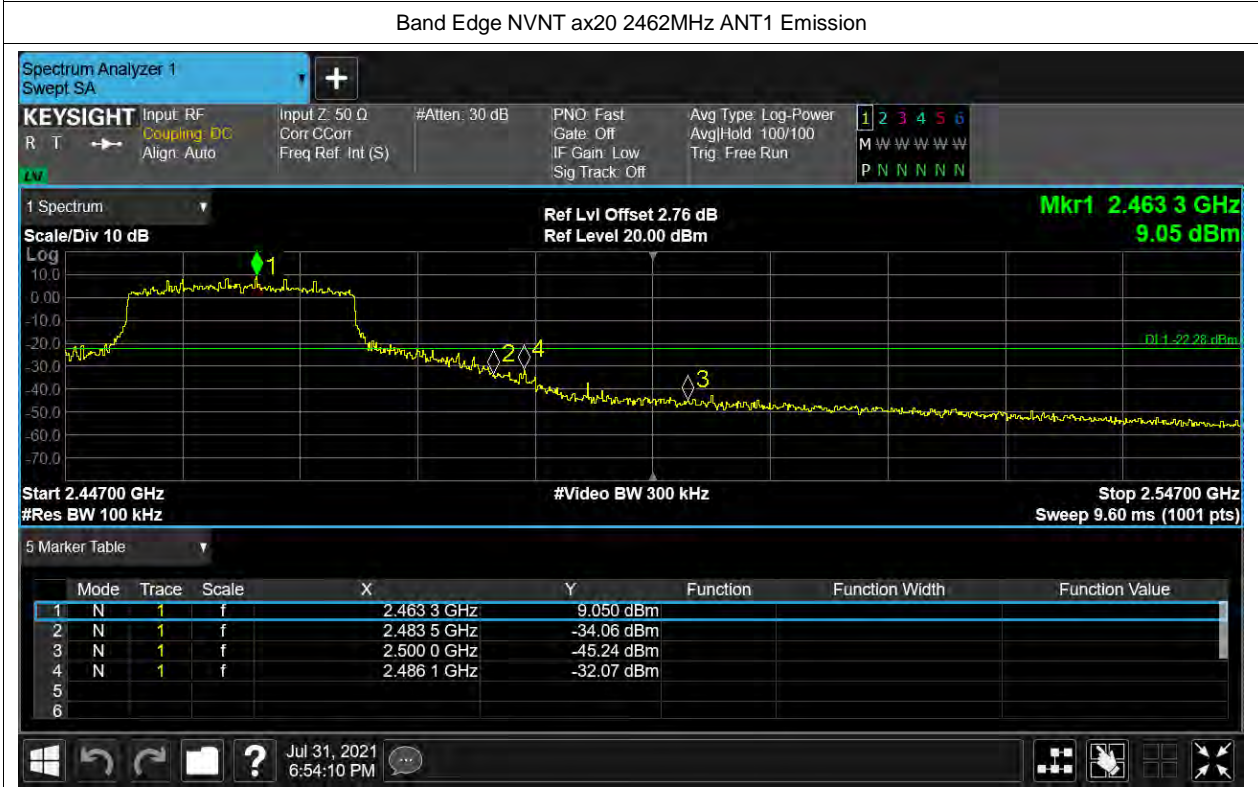 Band Edge NVNT ax20 2462MHz ANT1 Emission
Spectrum Analyzer 1
Swept SA
+
KEYSIGHT Input: RF Input Z: 50 Ω #Atten: 30 dB PNO: Fast Avg Type: Log-Power 1 2 3 4 5 6
R T Coupling: DC Corr CCorr Gate: Off Avg|Hold: 100/100 M W W W W W
Align: Auto Freq Ref: Int (S) IF Gain: Low Trig: Free Run
Sig Track: Off P N N N N N
1 Spectrum Ref Lvl Offset 2.76 dB Mkr1 2.463 3 GHz
Scale/Div 10 dB Ref Level 20.00 dBm 9.05 dBm
Log
1
10.0
0.00
-10.0
-20.0 DL1 -22.28 dBm
2 4
-30.0
3
-40.0
-50.0
-60.0
-70.0
Start 2.44700 GHz #Video BW 300 kHz Stop 2.54700 GHz
#Res BW 100 kHz Sweep 9.60 ms (1001 pts)
5 Marker Table
Mode Trace Scale X Y Function Function Width Function Value
1 N 1 f 2.463 3 GHz 9.050 dBm
2 N 1 f 2.483 5 GHz -34.06 dBm
3 N 1 f 2.500 0 GHz -45.24 dBm
4 N 1 f 2.486 1 GHz -32.07 dBm
5
6
? Jul 31, 2021
6:54:10 PM